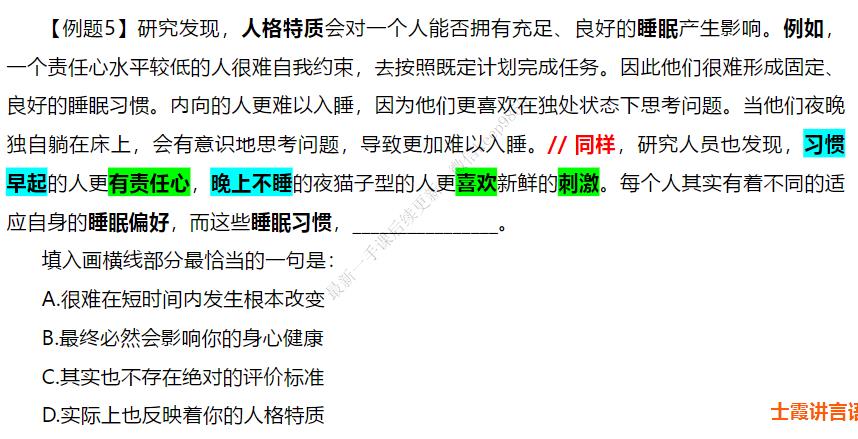 【例题5】研究发现，人格特质会对一个人能否拥有充足、良好的睡眠产生影响。例如，
一个责任心水平较低的人很难自我约束，去按照既定计划完成任务。因此他们很难形成固定、
良好的睡眠习惯。内向的人更难以入睡，因为他们更喜欢在独处状态下思考问题。当他们夜晚
独自躺在床上，会有意识地思考问题，导致更加难以入睡。// 同样，研究人员也发现，习惯
早起的人更有责任心，晚上不睡的夜猫子型的人更喜欢新鲜的刺激。每个人其实有着不同的适
应自身的睡眠偏好，而这些睡眠习惯，________________。
填入画横线部分最恰当的一句是：
A.很难在短时间内发生根本改变
B.最终必然会影响你的身心健康
C.其实也不存在绝对的评价标准
D.实际上也反映着你的人格特质
士霞讲言语
最新一手课后续更新